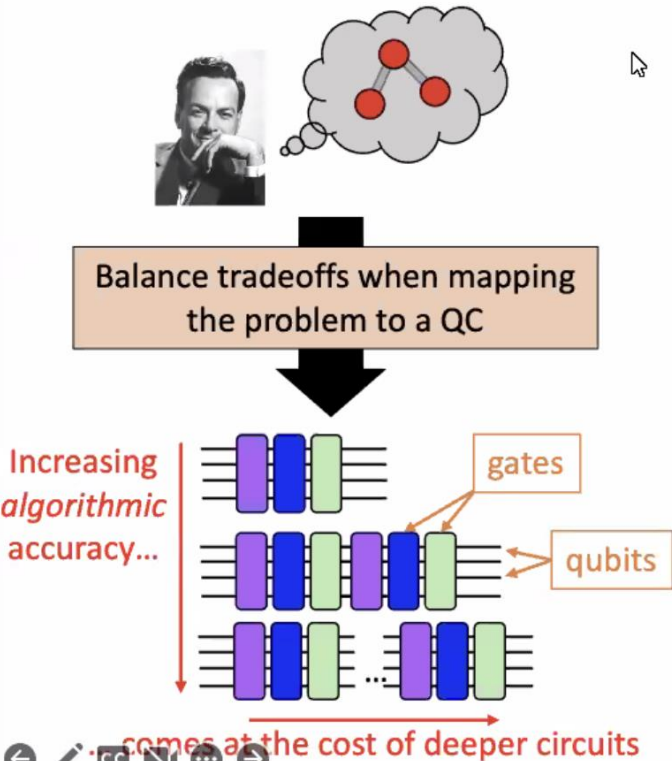 Balance tradeoffs when mapping
the problem to a QC
Increasing
algorithmic
accuracy...
gates
qubits
...
... comes at the cost of deeper circuits
CC